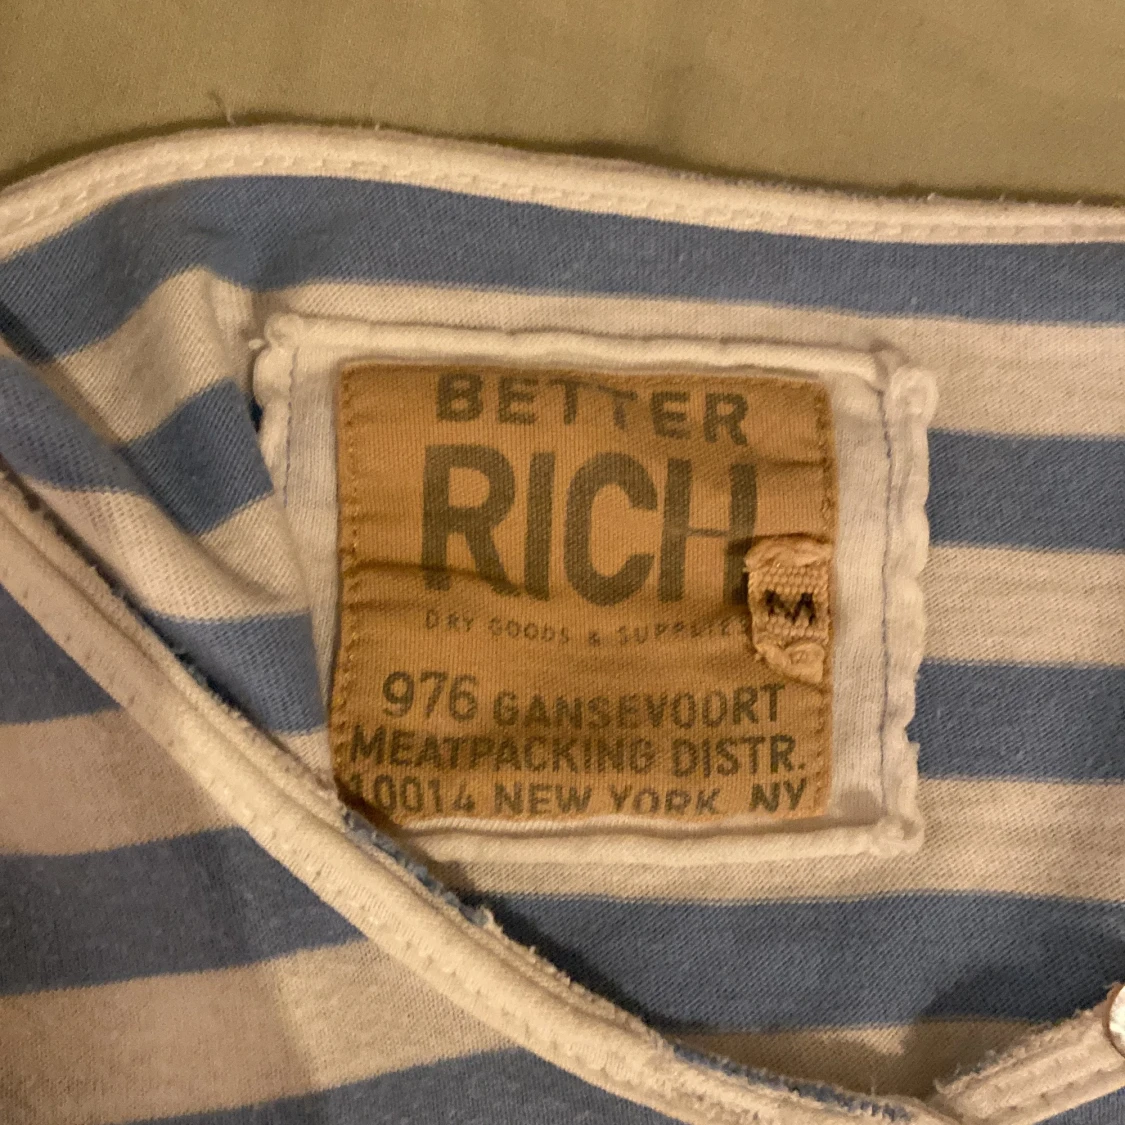 BETTER
RICH
DRY GOODS & SUPPLIES
M
976 GANSEVOORT
MEATPACKING DISTR.
10014 NEW YORK NY